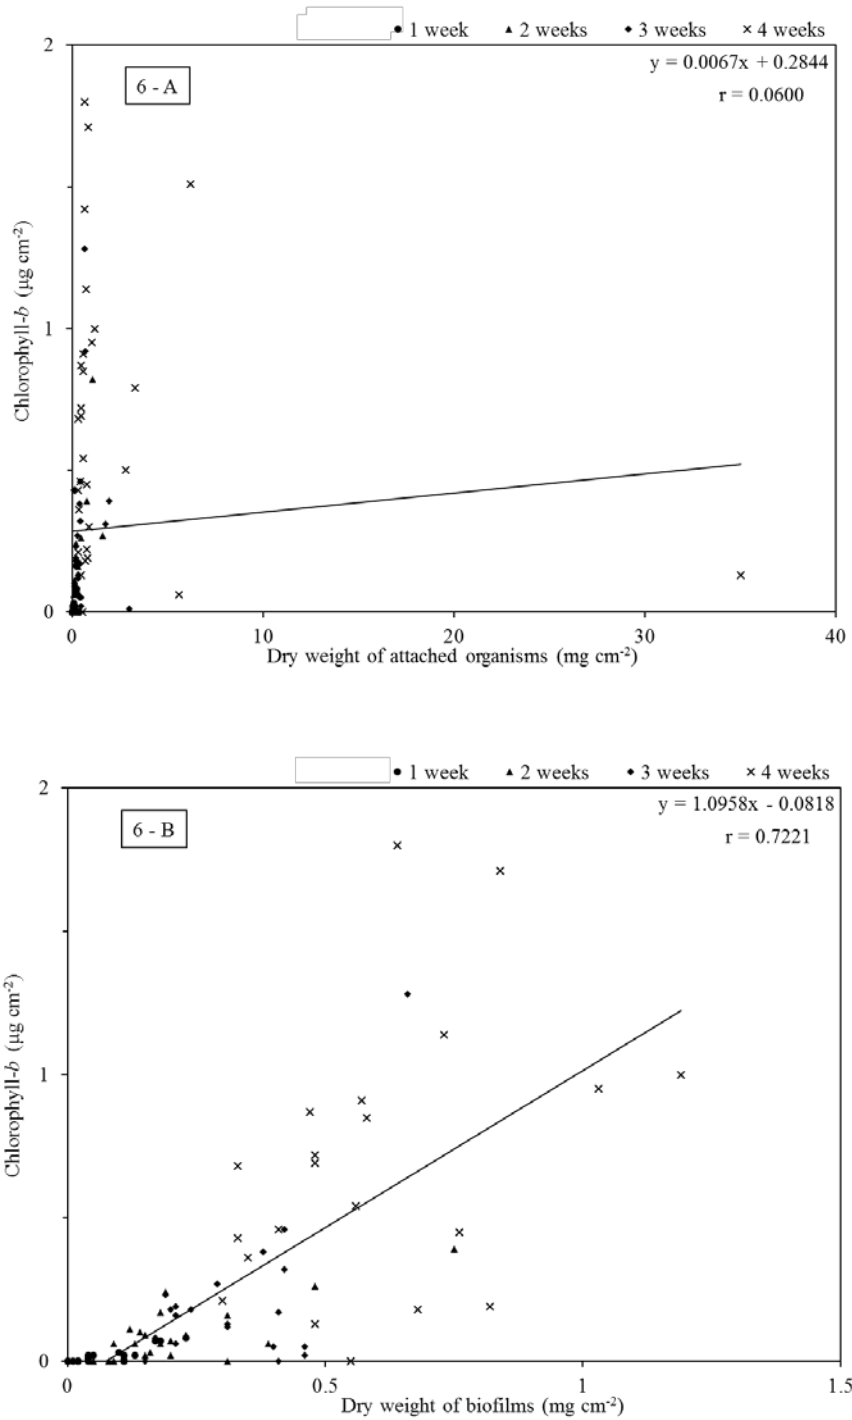 1 week 2 weeks 3 weeks 4 weeks
y = 0.0067x + 0.2844
r = 0.0600
6 - A
2
1
0
Chlorophyll-b (µg cm-2)
0 10 20 30 40
Dry weight of attached organisms (mg cm-2)
1 week 2 weeks 3 weeks 4 weeks
y = 1.0958x - 0.0818
r = 0.7221
6 - B
2
1
0
Chlorophyll-b (µg cm-2)
0 0.5 1 1.5
Dry weight of biofilms (mg cm-2)